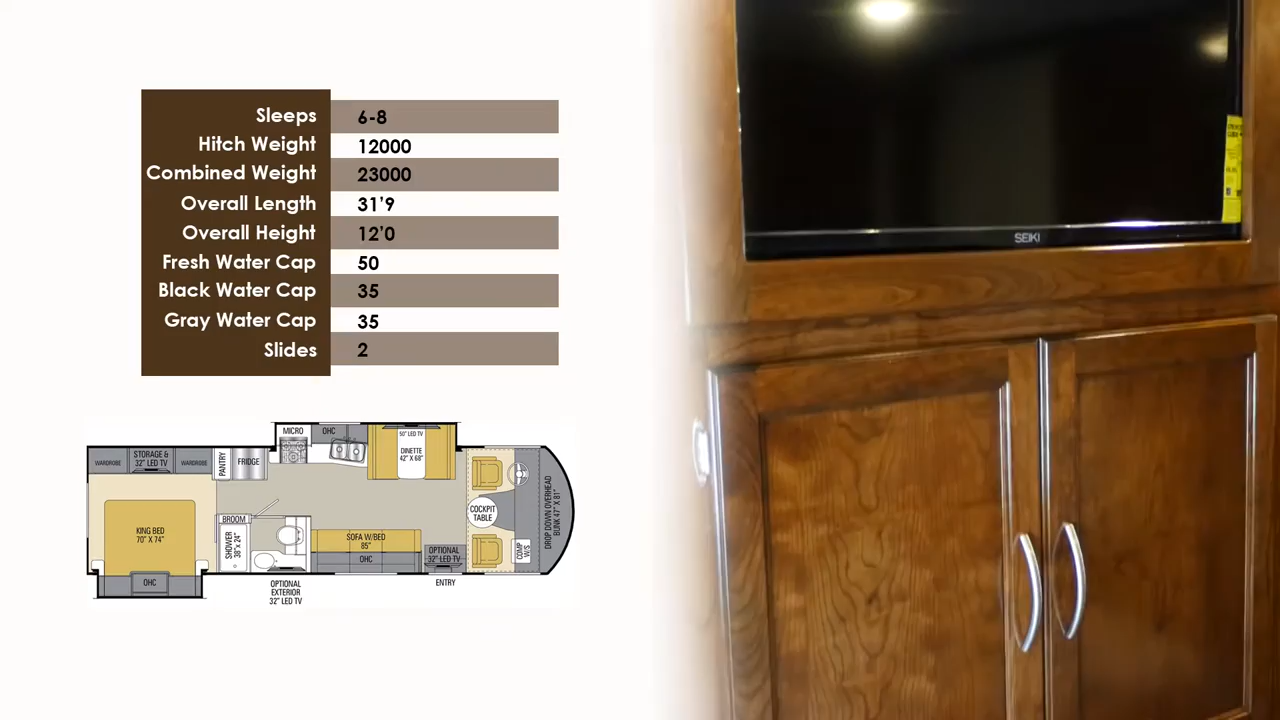 Sleeps 6-8
Hitch Weight 12000
Combined Weight 23000
Overall Length 31’9
Overall Height 12’0
Fresh Water Cap 50
Black Water Cap 35
Gray Water Cap 35
Slides 2
SEIKI
MICRO
OHC
50" LED TV
DINETTE
42" X 68"
WARDROBE
STORAGE &
32" LED TV
WARDROBE
PANTRY
FRIDGE
COCKPIT
TABLE
DROP DOWN OVERHEAD
BUNK 47" X 81"
KING BED
70" X 74"
BROOM
SHOWER
38" X 24"
SOFA W/BED
85"
OHC
OPTIONAL
32" LED TV
COMP
W/S
OHC
ENTRY
OPTIONAL
EXTERIOR
32" LED TV